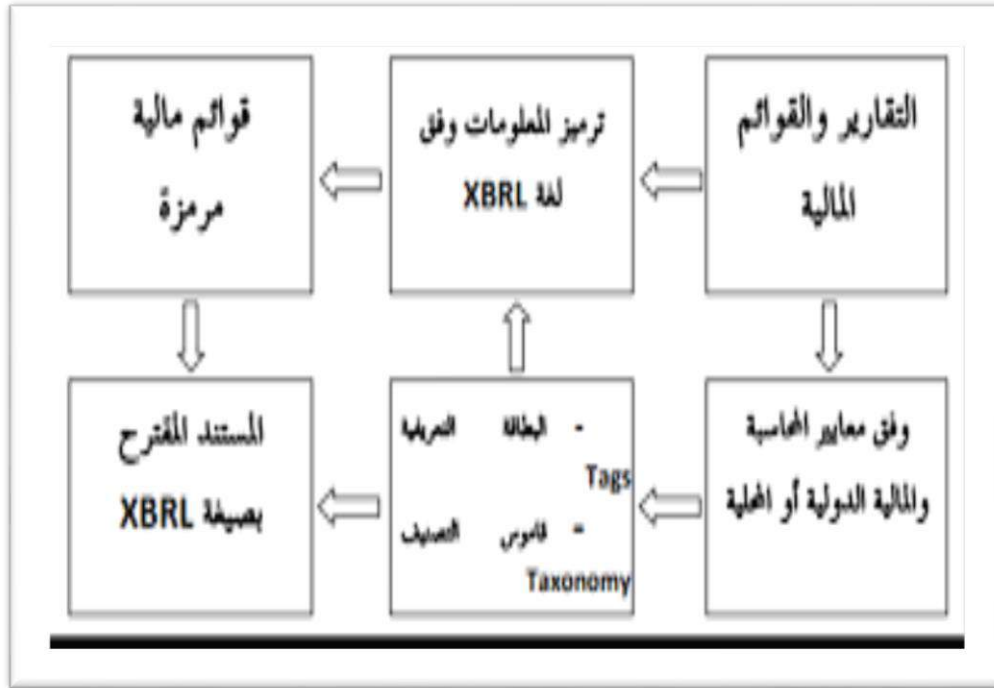 التقارير والقوائم
المالية
ترميز المعلومات وفق
لغة XBRL
قوائم مالية
مرمزة
وفق معايير المحاسبة
والمالية الدولية أو المحلية
- البطاقة التعريفية
Tags
- قاموس التصنيف
Taxonomy
المستند المقترح
بصيغة XBRL